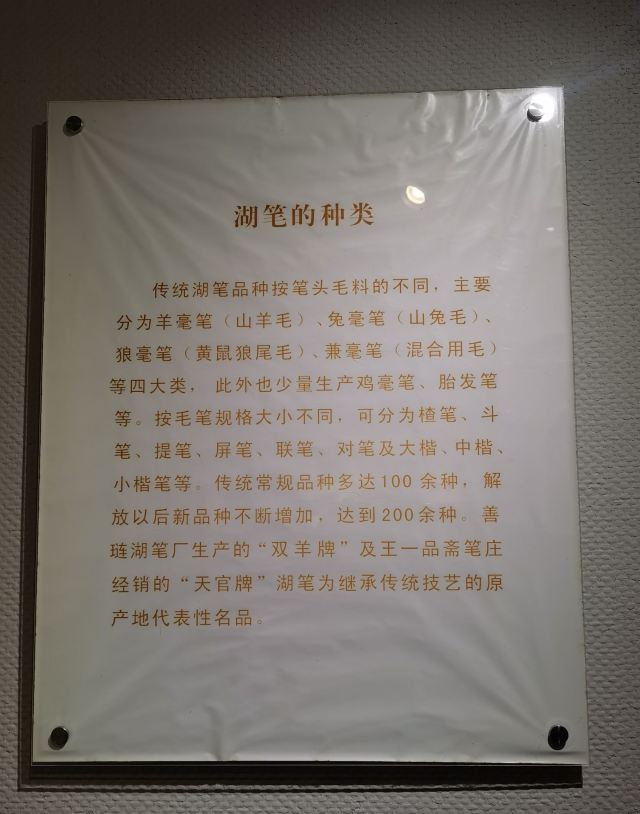 湖笔的种类
传统湖笔品种按笔头毛料的不同，主要
分为羊毫笔（山羊毛）、兔毫笔（山兔毛）、
狼毫笔（黄鼠狼尾毛）、兼毫笔（混合用毛）
等四大类， 此外也少量生产鸡毫笔、胎发笔
等。按毛笔规格大小不同，可分为楂笔、斗
笔、提笔、屏笔、联笔、对笔及大楷、中楷、
小楷笔等。传统常规品种多达100 余种，解
放以后新品种不断增加，达到200余种。善
琏湖笔厂生产的“双羊牌”及王一品斋笔庄
经销的“天官牌”湖笔为继承传统技艺的原
产地代表性名品。